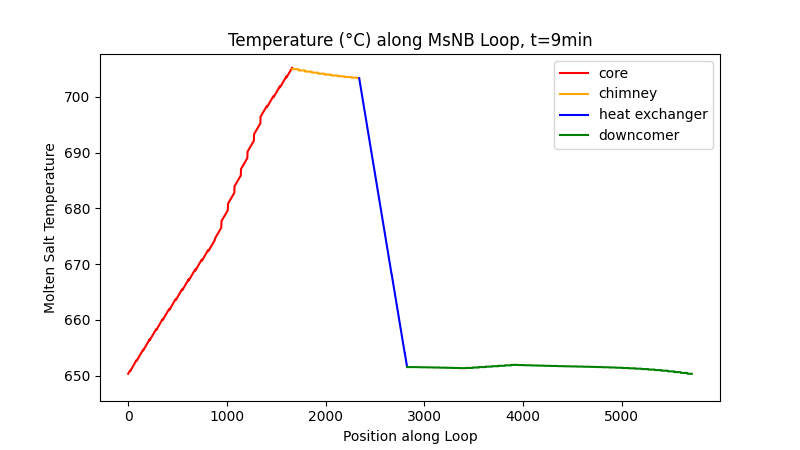 Temperature (°C) along MsNB Loop, t=9min
core
chimney
heat exchanger
downcomer
Molten Salt Temperature
700
690
680
670
660
650
0 1000 2000 3000 4000 5000
Position along Loop